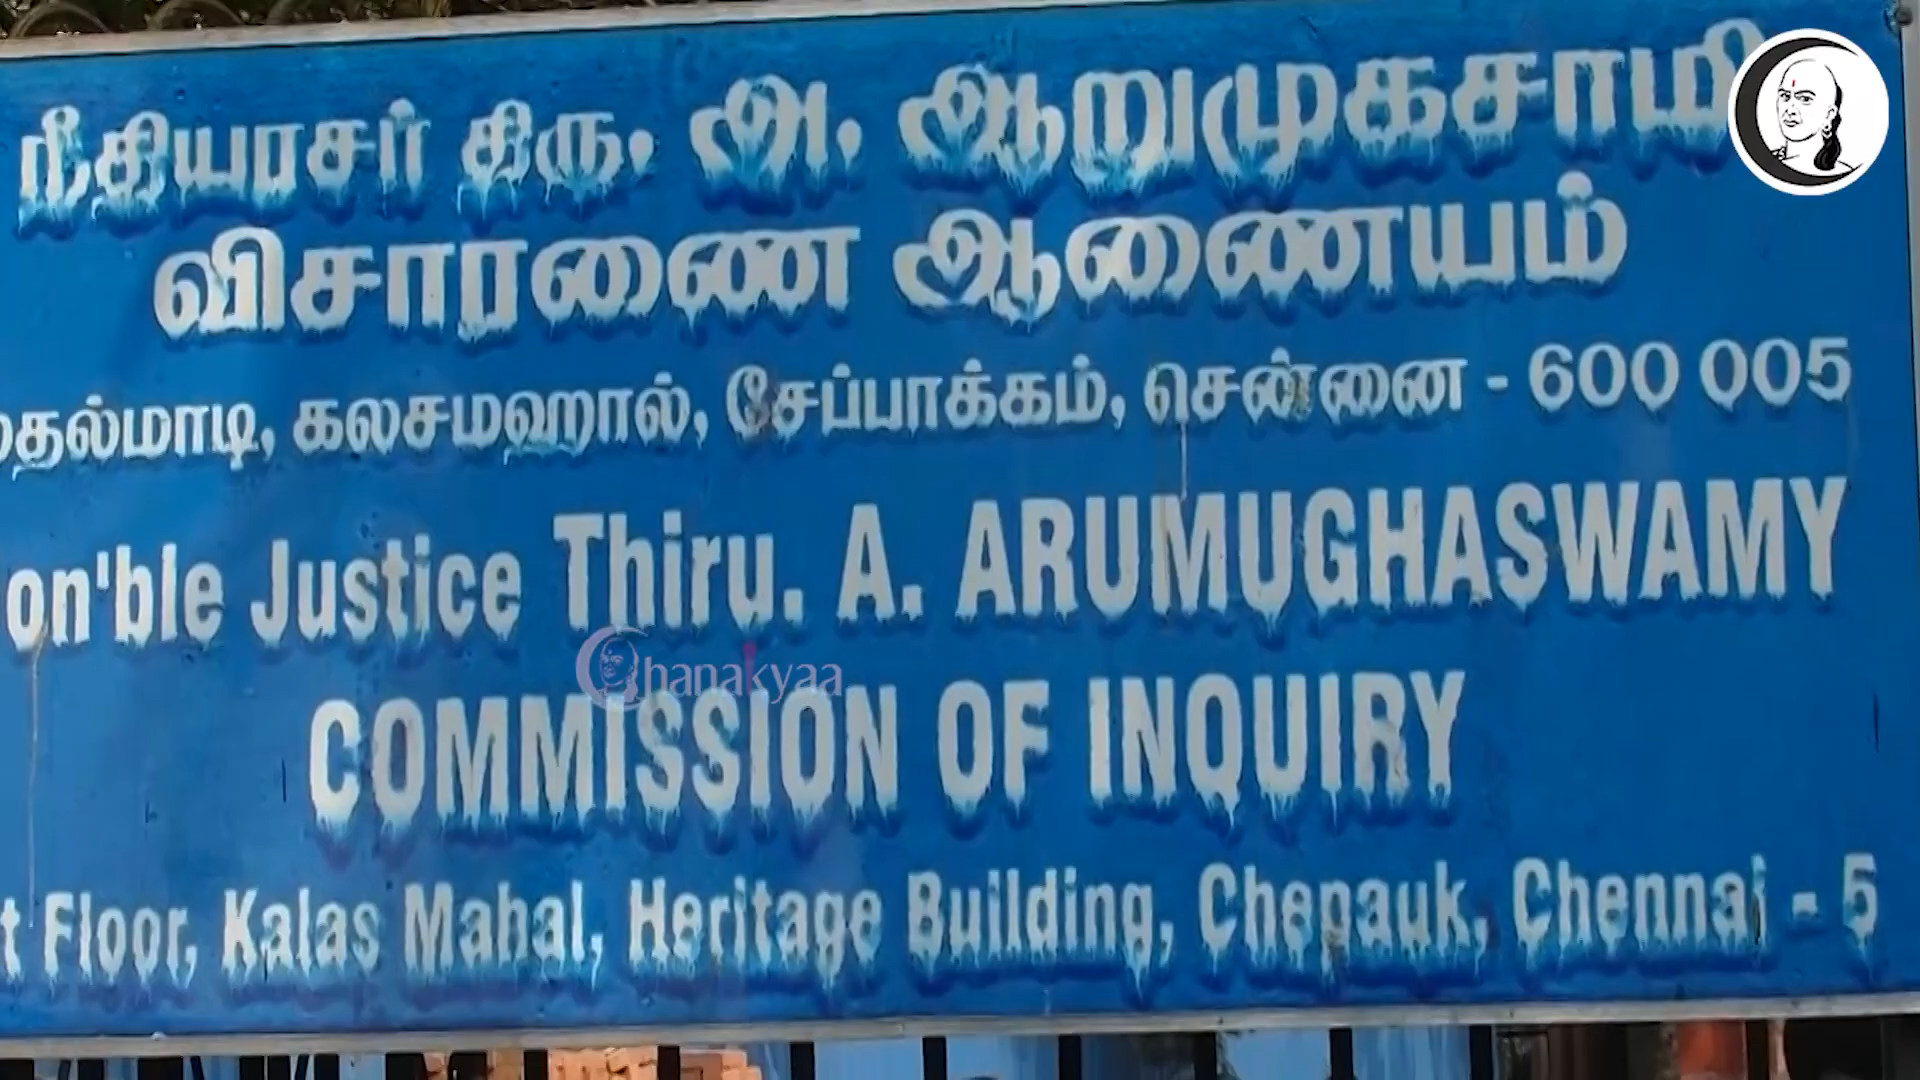 நீதியரசர் திரு. அ. ஆறுமுகசாமி
விசாரணை ஆணையம்
முதல்மாடி, கலசமஹால், சேப்பாக்கம், சென்னை - 600 005
on'ble Justice Thiru. A. ARUMUGHASWAMY
Chanakyaa
COMMISSION OF INQUIRY
t Floor, Kalas Mahal, Heritage Building, Chepauk, Chennai - 5